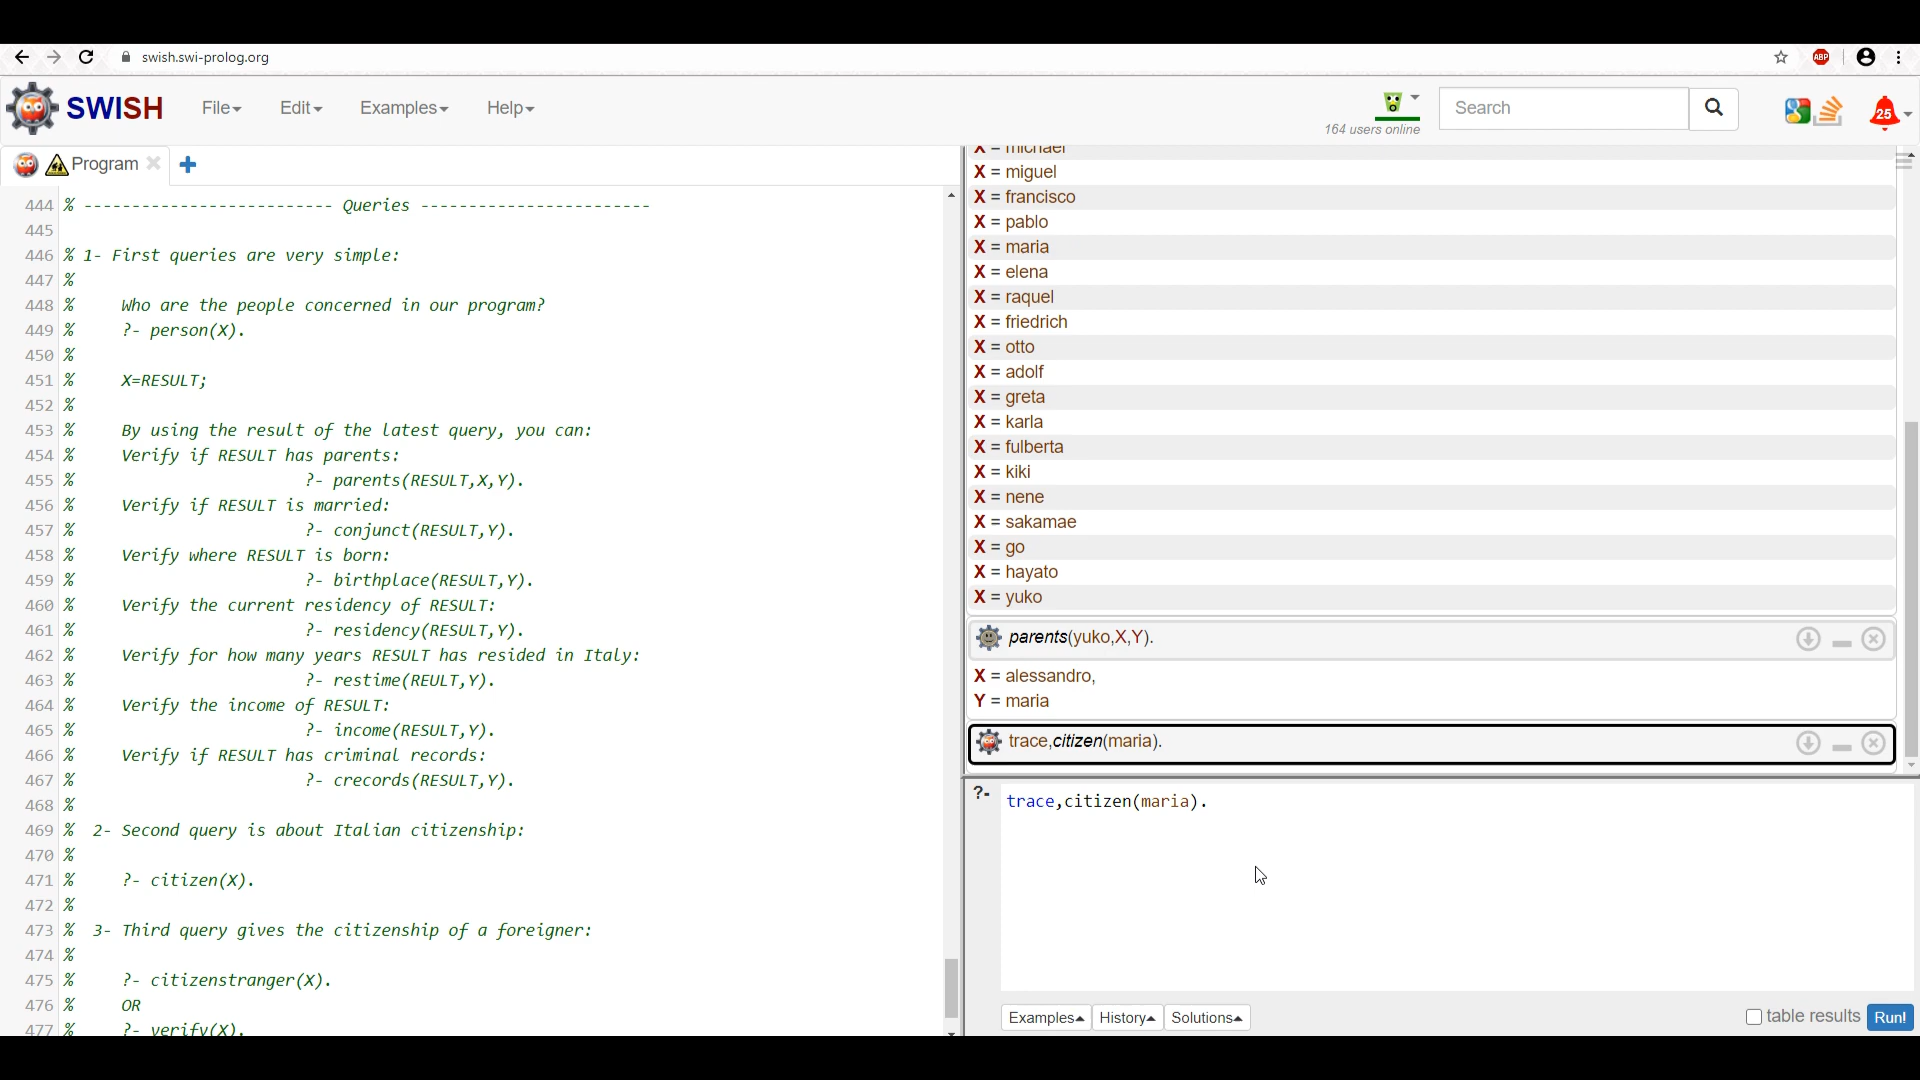 swish.swi-prolog.org
ABP
SWISH File Edit Examples Help
164 users online
Search
25
Program
444 % -------------------------- Queries ------------------------
445
446 % 1- First queries are very simple:
447 %
448 % Who are the people concerned in our program?
449 % ?- person(X).
450 %
451 % X=RESULT;
452 %
453 % By using the result of the latest query, you can:
454 % Verify if RESULT has parents:
455 % ?- parents(RESULT,X,Y).
456 % Verify if RESULT is married:
457 % ?- conjunct(RESULT,Y).
458 % Verify where RESULT is born:
459 % ?- birthplace(RESULT,Y).
460 % Verify the current residency of RESULT:
461 % ?- residency(RESULT,Y).
462 % Verify for how many years RESULT has resided in Italy:
463 % ?- restime(REULT,Y).
464 % Verify the income of RESULT:
465 % ?- income(RESULT,Y).
466 % Verify if RESULT has criminal records:
467 % ?- crecords(RESULT,Y).
468 %
469 % 2- Second query is about Italian citizenship:
470 %
471 % ?- citizen(X).
472 %
473 % 3- Third query gives the citizenship of a foreigner:
474 %
475 % ?- citizenstranger(X).
476 % OR
477 % ?- verify(X).
X = michael
X = miguel
X = francisco
X = pablo
X = maria
X = elena
X = raquel
X = friedrich
X = otto
X = adolf
X = greta
X = karla
X = fulberta
X = kiki
X = nene
X = sakamae
X = go
X = hayato
X = yuko
parents(yuko,X,Y).
X = alessandro,
Y = maria
trace,citizen(maria).
?- trace,citizen(maria).
Examples History Solutions table results Run!